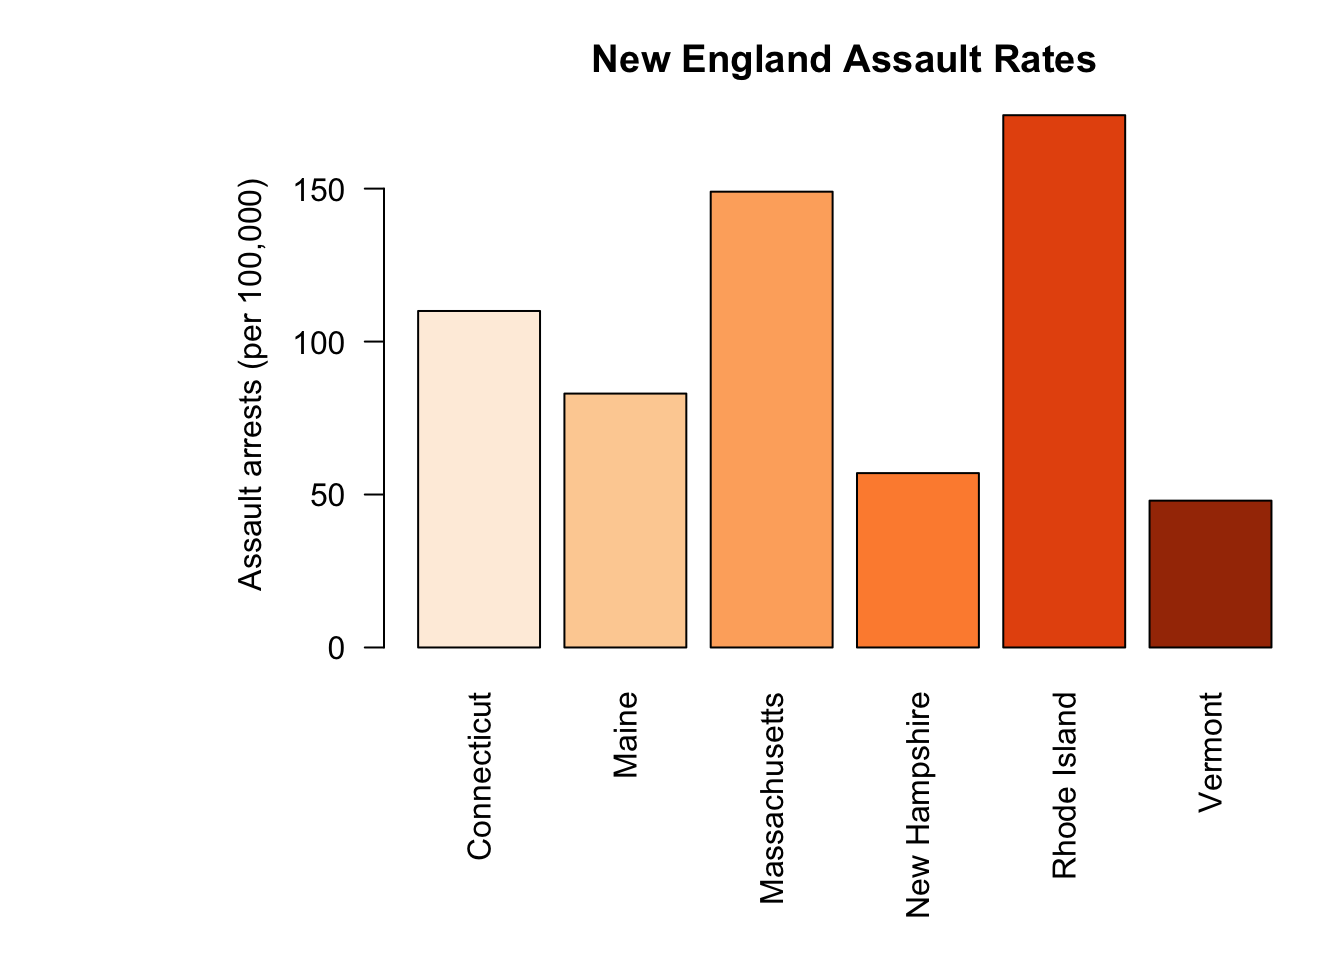 New England Assault Rates
Assault arrests (per 100,000)
150
100
50
0
Connecticut
Maine
Massachusetts
New Hampshire
Rhode Island
Vermont